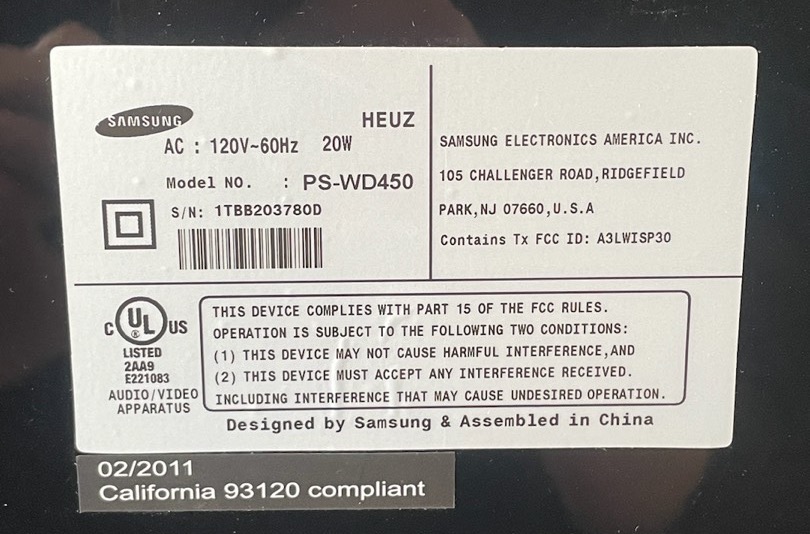 SAMSUNG
HEUZ
AC : 120V~60Hz 20W
Model NO. : PS-WD450
S/N: 1TBB203780D
SAMSUNG ELECTRONICS AMERICA INC.
105 CHALLENGER ROAD,RIDGEFIELD
PARK,NJ 07660,U.S.A
Contains Tx FCC ID: A3LWISP30
C UL US
LISTED
2AA9
E221083
AUDIO/VIDEO
APPARATUS
THIS DEVICE COMPLIES WITH PART 15 OF THE FCC RULES.
OPERATION IS SUBJECT TO THE FOLLOWING TWO CONDITIONS:
(1) THIS DEVICE MAY NOT CAUSE HARMFUL INTERFERENCE,AND
(2) THIS DEVICE MUST ACCEPT ANY INTERFERENCE RECEIVED.
INCLUDING INTERFERENCE THAT MAY CAUSE UNDESIRED OPERATION.
Designed by Samsung & Assembled in China
02/2011
California 93120 compliant